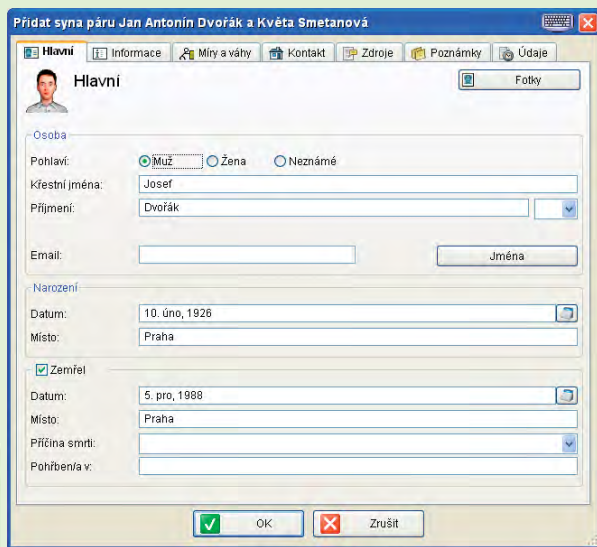 Přidat syna páru Jan Antonín Dvořák a Květa Smetanová
Hlavní Informace Míry a váhy Kontakt Zdroje Poznámky Údaje
Hlavní Fotky
Osoba
Pohlaví: Muž Žena Neznámé
Křestní jména: Josef
Příjmení: Dvořák
Email: Jména
Narození
Datum: 10. úno, 1926
Místo: Praha
Zemřel
Datum: 5. pro, 1988
Místo: Praha
Příčina smrti:
Pohřben/a v:
OK Zrušit